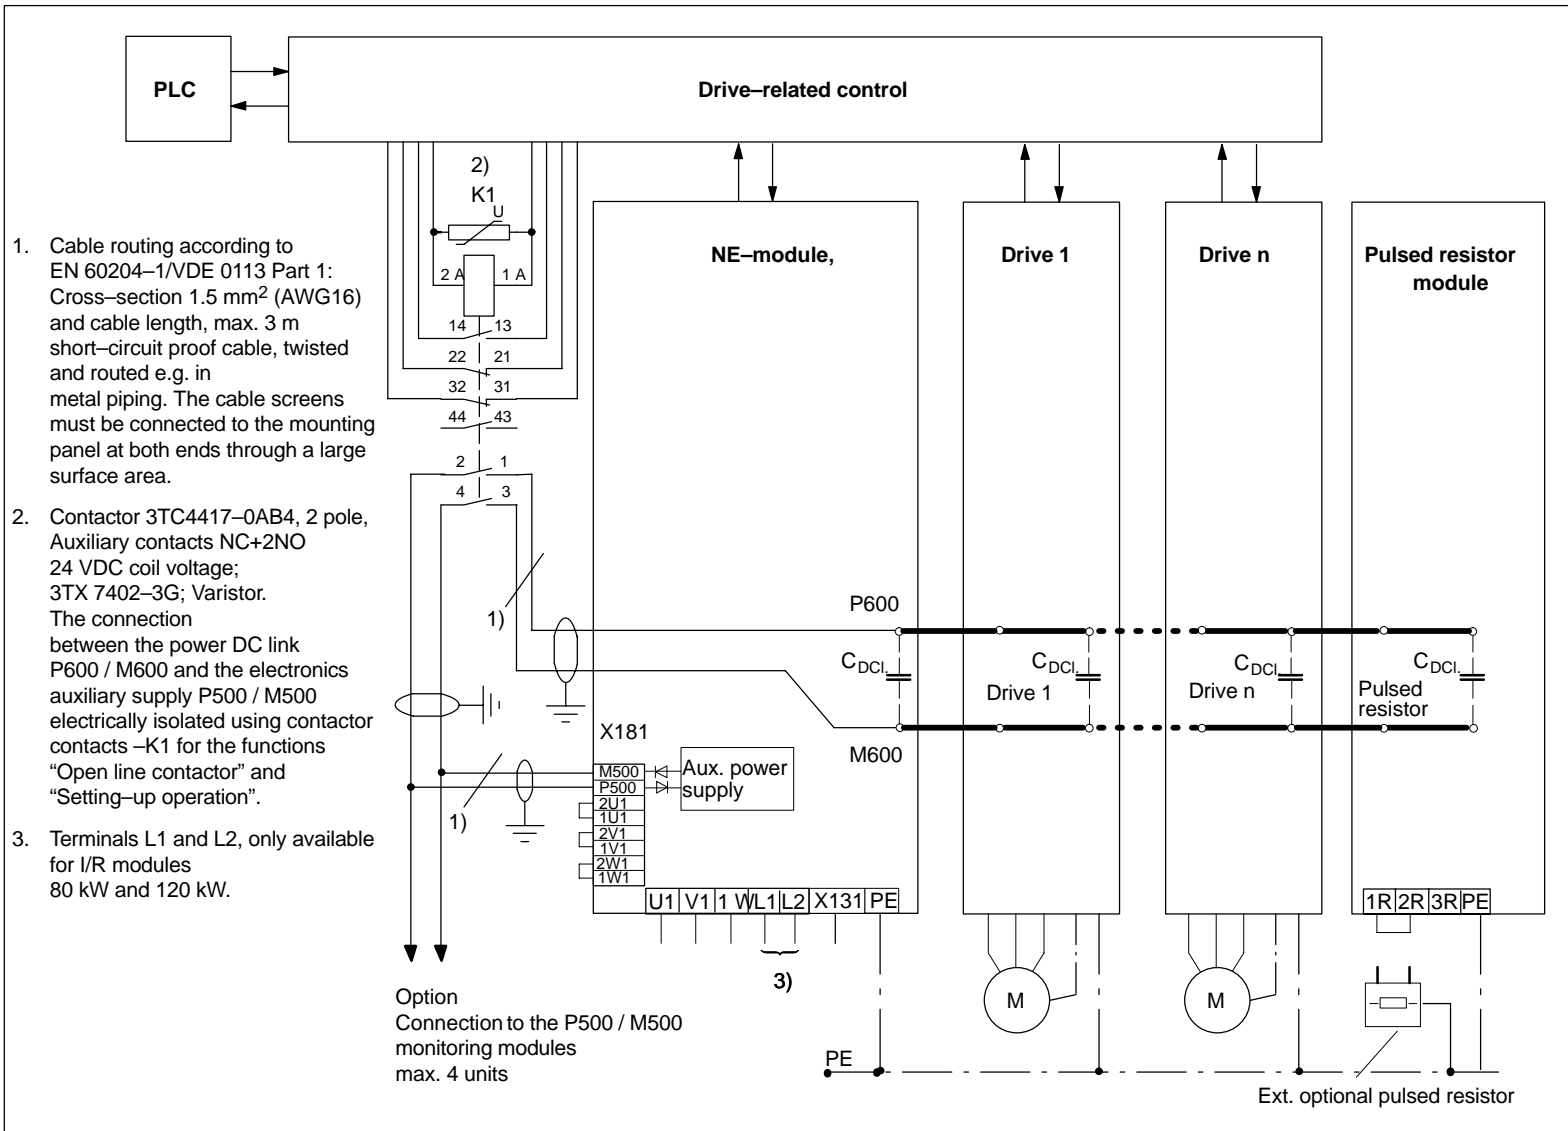 PLC
Drive–related control
2)
K1
U
2 A
1 A
14
13
22
21
32
31
44
43
2
1
4
3
1. Cable routing according to
EN 60204–1/VDE 0113 Part 1:
Cross–section 1.5 mm2 (AWG16)
and cable length, max. 3 m
short–circuit proof cable, twisted
and routed e.g. in
metal piping. The cable screens
must be connected to the mounting
panel at both ends through a large
surface area.
2. Contactor 3TC4417–0AB4, 2 pole,
Auxiliary contacts NC+2NO
24 VDC coil voltage;
3TX 7402–3G; Varistor.
The connection
between the power DC link
P600 / M600 and the electronics
auxiliary supply P500 / M500
electrically isolated using contactor
contacts –K1 for the functions
“Open line contactor” and
“Setting–up operation”.
3. Terminals L1 and L2, only available
for I/R modules
80 kW and 120 kW.
NE–module,
Drive 1
Drive n
Pulsed resistor
module
1)
P600
CDCl.
CDCl.
Drive 1
CDCl.
Drive n
CDCl.
Pulsed
resistor
M600
X181
M500
P500
2U1
1U1
2V1
1V1
2W1
1W1
Aux. power
supply
1)
U1
V1
1 W
L1
L2
X131
PE
3)
1R
2R
3R
PE
M
M
Option
Connection to the P500 / M500
monitoring modules
max. 4 units
PE
Ext. optional pulsed resistor